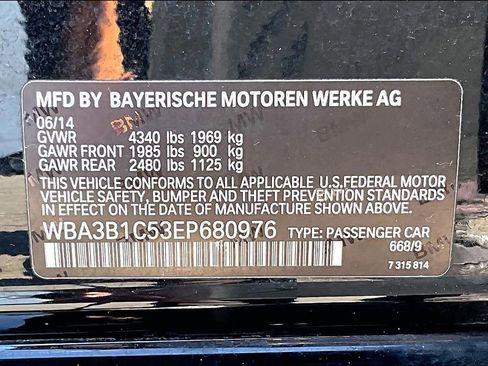 MFD BY BAYERISCHE MOTOREN WERKE AG
06/14
GVWR 4340 lbs 1969 kg
GAWR FRONT 1985 lbs 900 kg
GAWR REAR 2480 lbs 1125 kg
THIS VEHICLE CONFORMS TO ALL APPLICABLE U.S.FEDERAL MOTOR
VEHICLE SAFETY, BUMPER AND THEFT PREVENTION STANDARDS
IN EFFECT ON THE DATE OF MANUFACTURE SHOWN ABOVE.
WBA3B1C53EP680976 TYPE: PASSENGER CAR
668/9
7 315 814